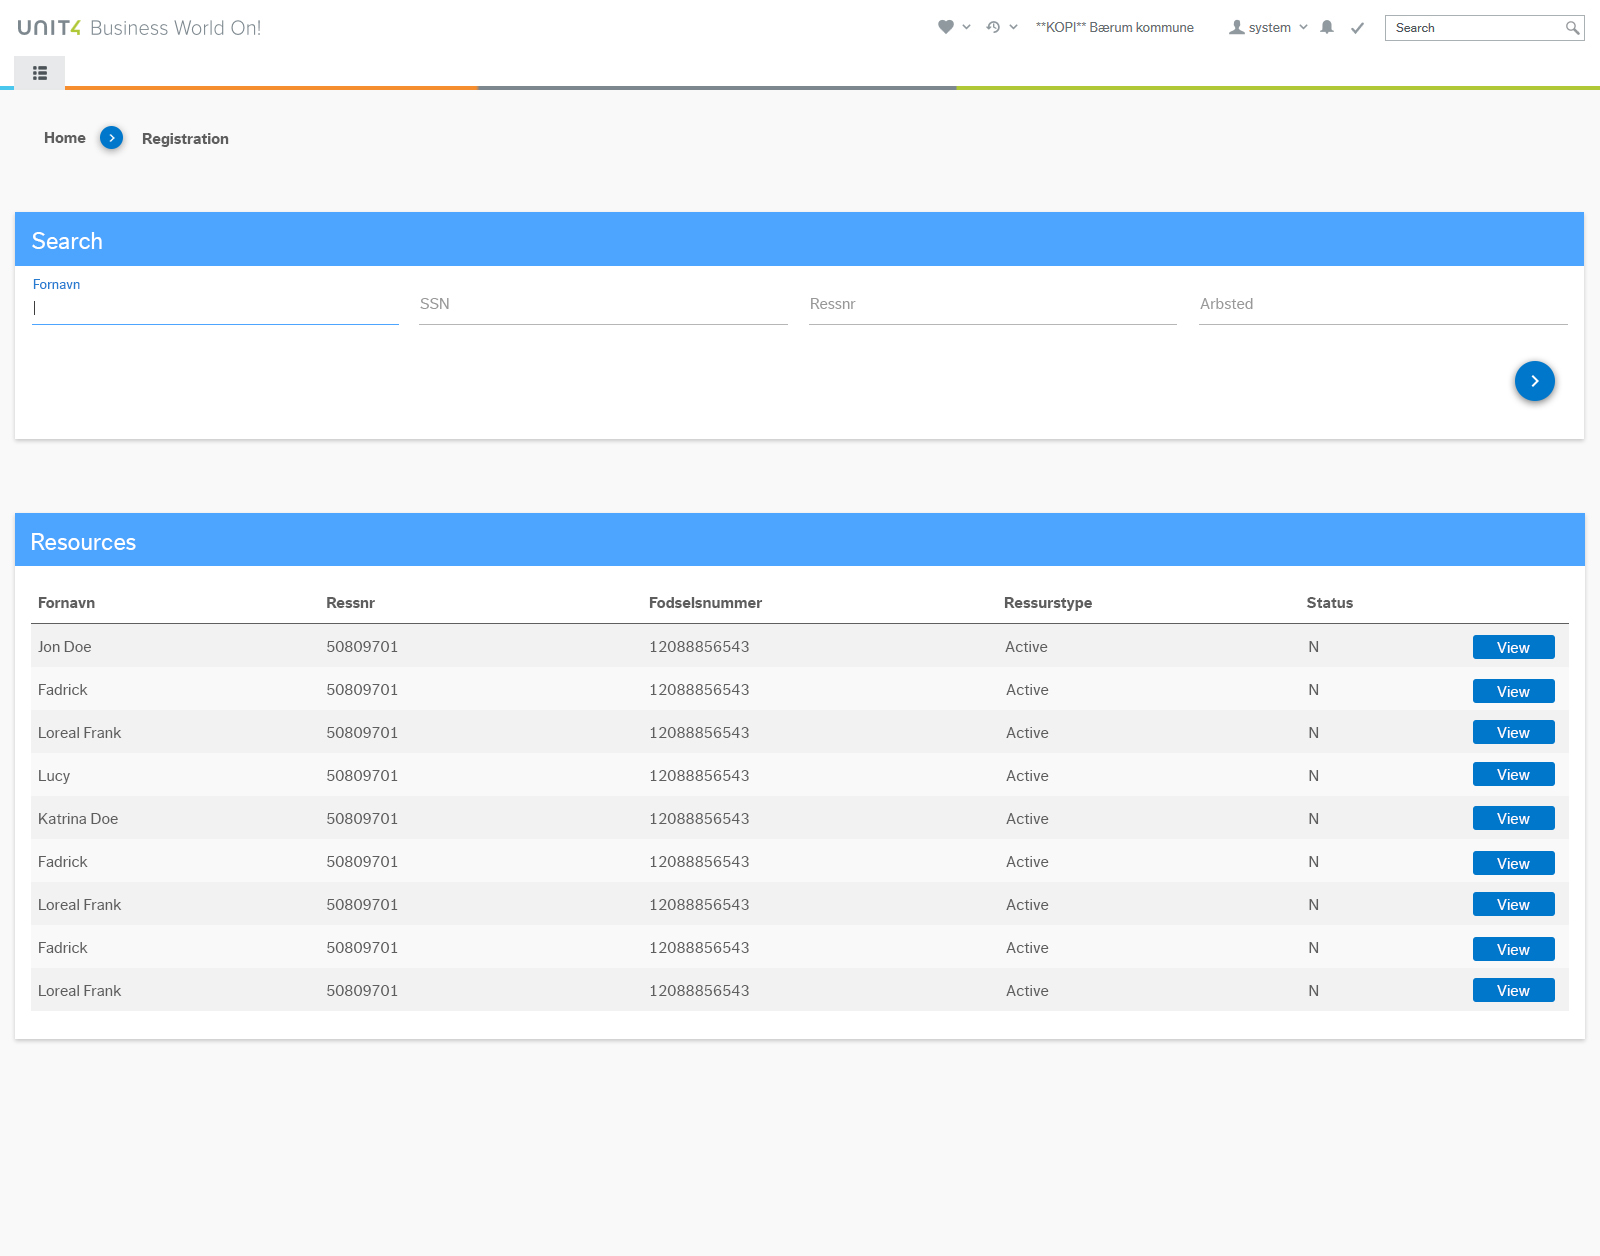 UNIT4 Business World On!
**KOPI** Bærum kommune
system
Search
Home
Registration
Search
Fornavn
SSN
Ressnr
Arbsted
Resources
Fornavn Ressnr Fodselsnummer Ressurstype Status
Jon Doe 50809701 12088856543 Active N View
Fadrick 50809701 12088856543 Active N View
Loreal Frank 50809701 12088856543 Active N View
Lucy 50809701 12088856543 Active N View
Katrina Doe 50809701 12088856543 Active N View
Fadrick 50809701 12088856543 Active N View
Loreal Frank 50809701 12088856543 Active N View
Fadrick 50809701 12088856543 Active N View
Loreal Frank 50809701 12088856543 Active N View